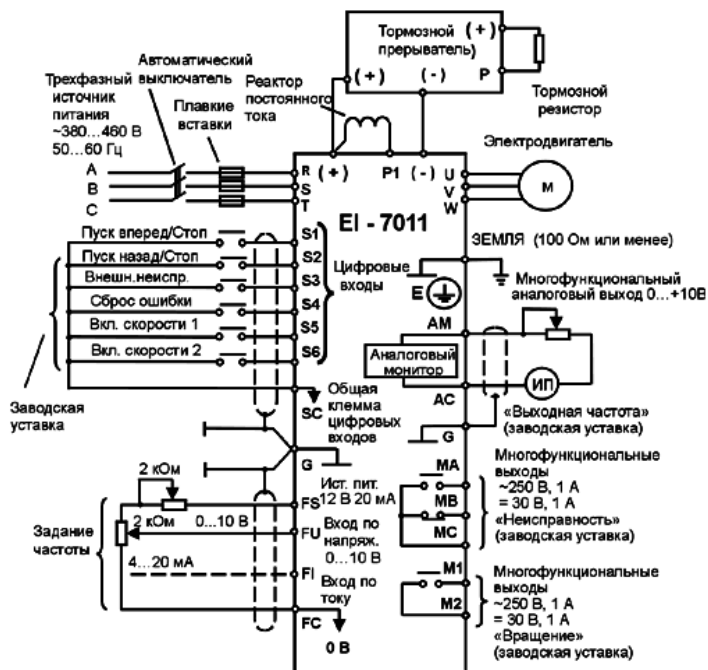 Тормозной (+)
прерыватель)
(+) (-) P
Тормозной
резистор
Автоматический
выключатель
Трехфазный
источник
питания
~380...460 В
50...60 Гц
Плавкие
вставки
Реактор
постоянного
тока
Электродвигатель
A
B
C
R (+) P1 (-) U
S V
T W
М
EI - 7011
Пуск вперед/Стоп
S1
Пуск назад/Стоп
S2
Внешн.неиспр.
S3
Сброс ошибки
S4
Вкл. скорости 1
S5
Вкл. скорости 2
S6
Цифровые
входы
Заводская
уставка
SC
Общая
клемма
цифровых
входов
G
ЗЕМЛЯ (100 Ом или менее)
E
Многофункциональный
аналоговый выход 0...+10В
AM
Аналоговый
монитор
AC
ИП
G
«Выходная частота»
(заводская уставка)
2 кОм
FS
Ист. пит.
12 В 20 мА
Задание
частоты
2 кОм 0...10 В
FU
Вход по
напряж.
0...10 В
4...20 мА
FI
Вход по
току
FC
0 В
MA
MB
MC
Многофункциональные
выходы
~250 В, 1 А
= 30 В, 1 А
«Неисправность»
(заводская уставка)
M1
M2
Многофункциональные
выходы
~250 В, 1 А
= 30 В, 1 А
«Вращение»
(заводская уставка)